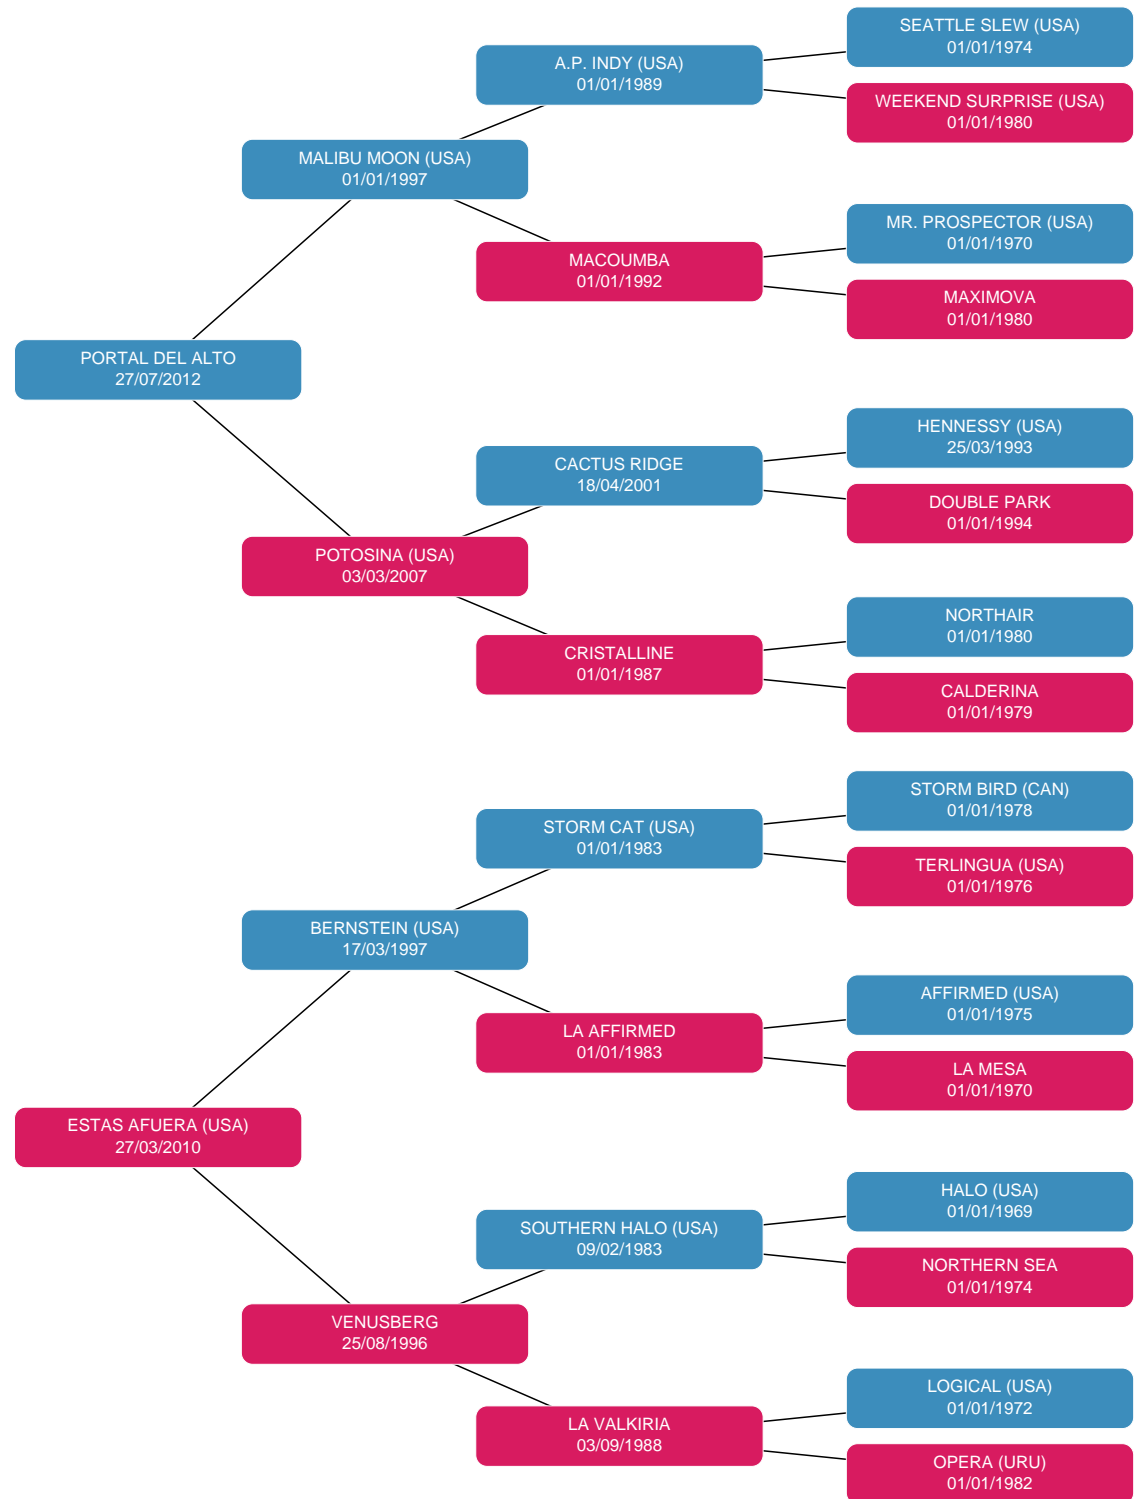 SEATTLE SLEW (USA)
01/01/1974
A.P. INDY (USA)
01/01/1989
WEEKEND SURPRISE (USA)
01/01/1980
MALIBU MOON (USA)
01/01/1997
MR. PROSPECTOR (USA)
01/01/1970
MACOUMBA
01/01/1992
MAXIMOVA
01/01/1980
PORTAL DEL ALTO
27/07/2012
HENNESSY (USA)
25/03/1993
CACTUS RIDGE
18/04/2001
DOUBLE PARK
01/01/1994
POTOSINA (USA)
03/03/2007
NORTHAIR
01/01/1980
CRISTALLINE
01/01/1987
CALDERINA
01/01/1979
STORM BIRD (CAN)
01/01/1978
STORM CAT (USA)
01/01/1983
TERLINGUA (USA)
01/01/1976
BERNSTEIN (USA)
17/03/1997
AFFIRMED (USA)
01/01/1975
LA AFFIRMED
01/01/1983
LA MESA
01/01/1970
ESTAS AFUERA (USA)
27/03/2010
HALO (USA)
01/01/1969
SOUTHERN HALO (USA)
09/02/1983
NORTHERN SEA
01/01/1974
VENUSBERG
25/08/1996
LOGICAL (USA)
01/01/1972
LA VALKIRIA
03/09/1988
OPERA (URU)
01/01/1982